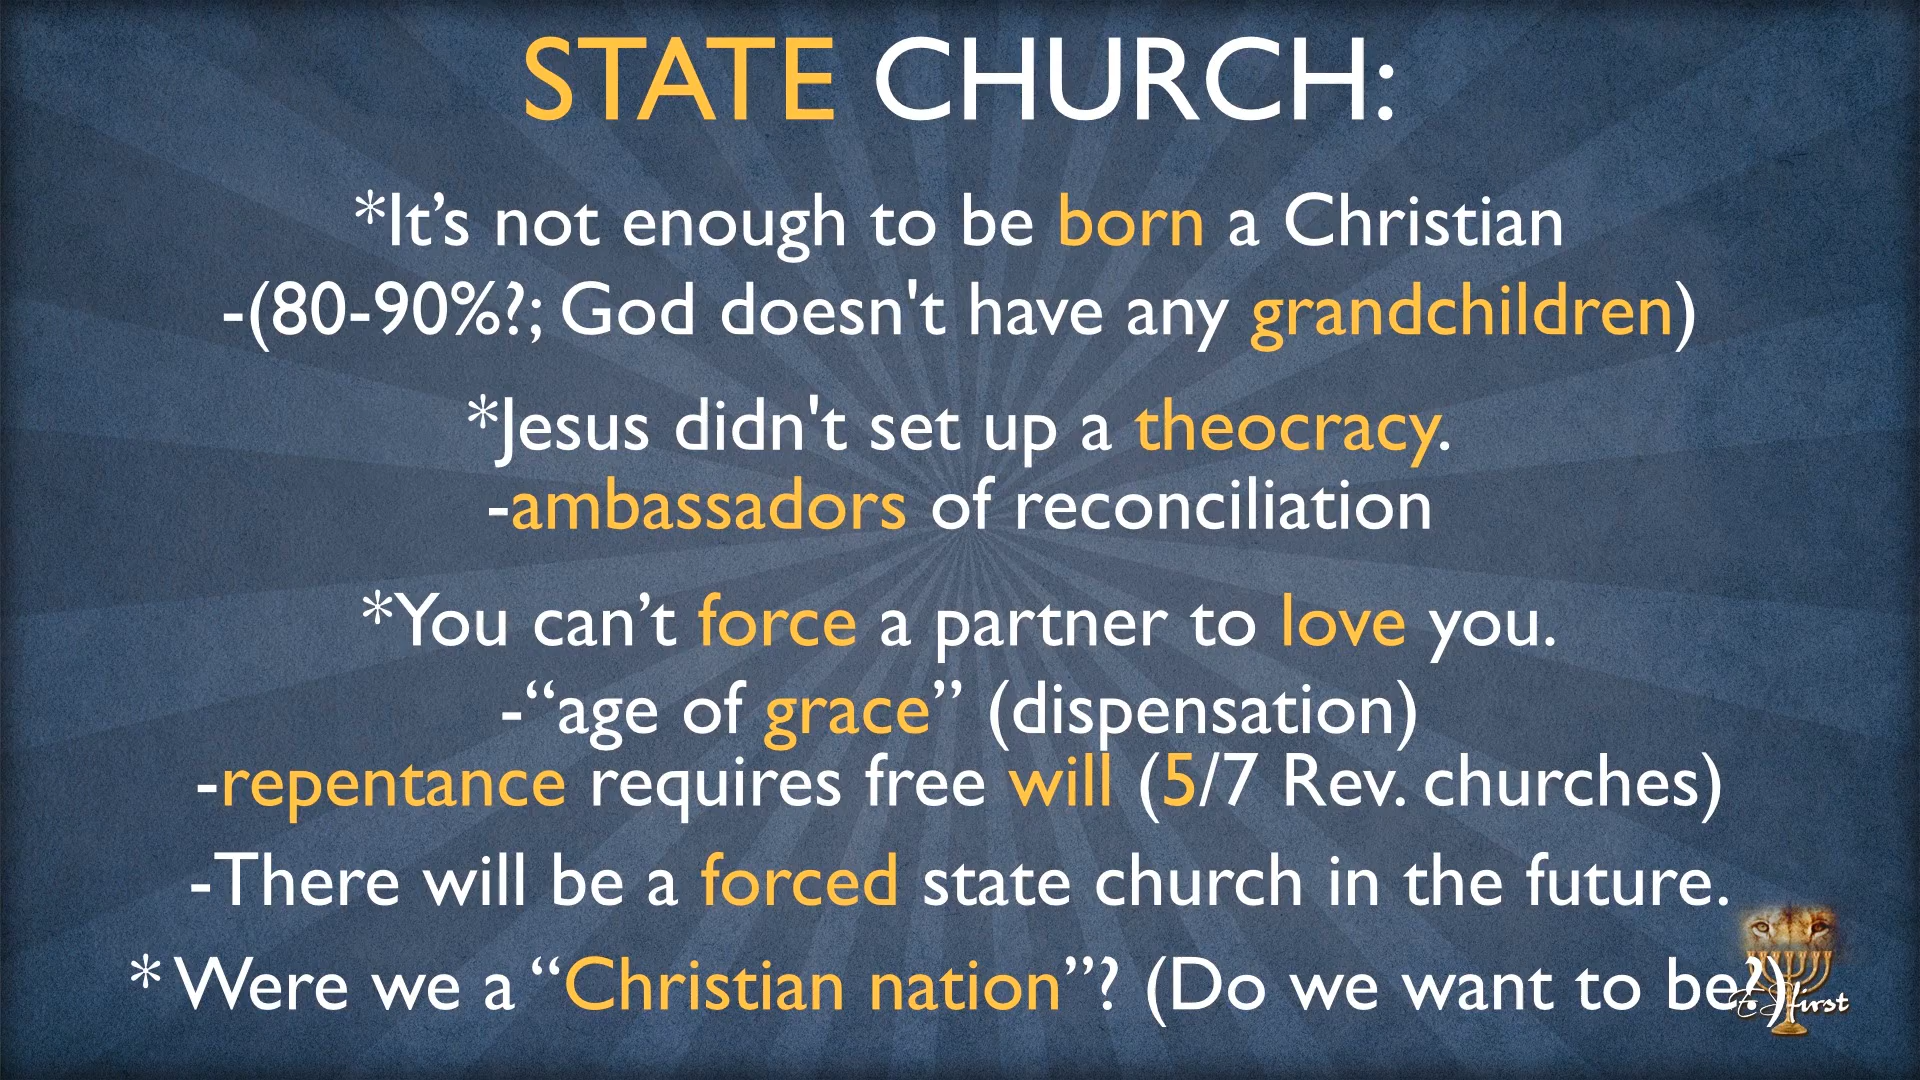 STATE CHURCH:
*It’s not enough to be born a Christian
-(80-90%?; God doesn't have any grandchildren)
*Jesus didn't set up a theocracy.
-ambassadors of reconciliation
*You can’t force a partner to love you.
-“age of grace” (dispensation)
-repentance requires free will (5/7 Rev. churches)
-There will be a forced state church in the future.
* Were we a “Christian nation”? (Do we want to be?)
first